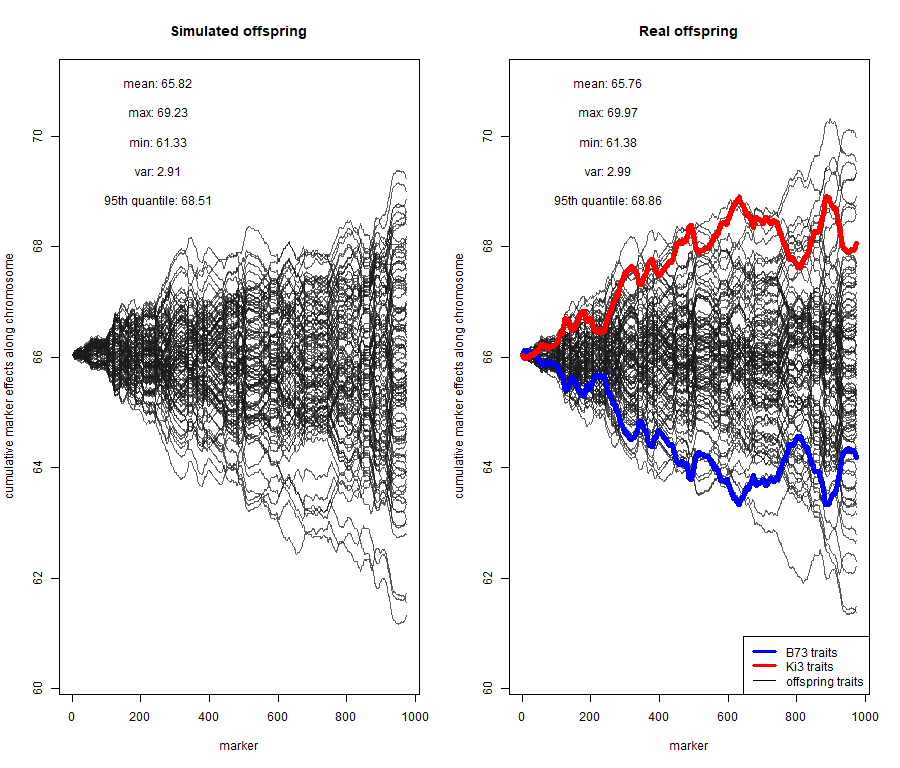 Simulated offspring
mean: 65.82
max: 69.23
min: 61.33
var: 2.91
95th quantile: 68.51
cumulative marker effects along chromosome
70
68
66
64
62
60
0 200 400 600 800 1000
marker
Real offspring
mean: 65.76
max: 69.97
min: 61.38
var: 2.99
95th quantile: 68.86
cumulative marker effects along chromosome
70
68
66
64
62
60
B73 traits
Ki3 traits
offspring traits
0 200 400 600 800 1000
marker